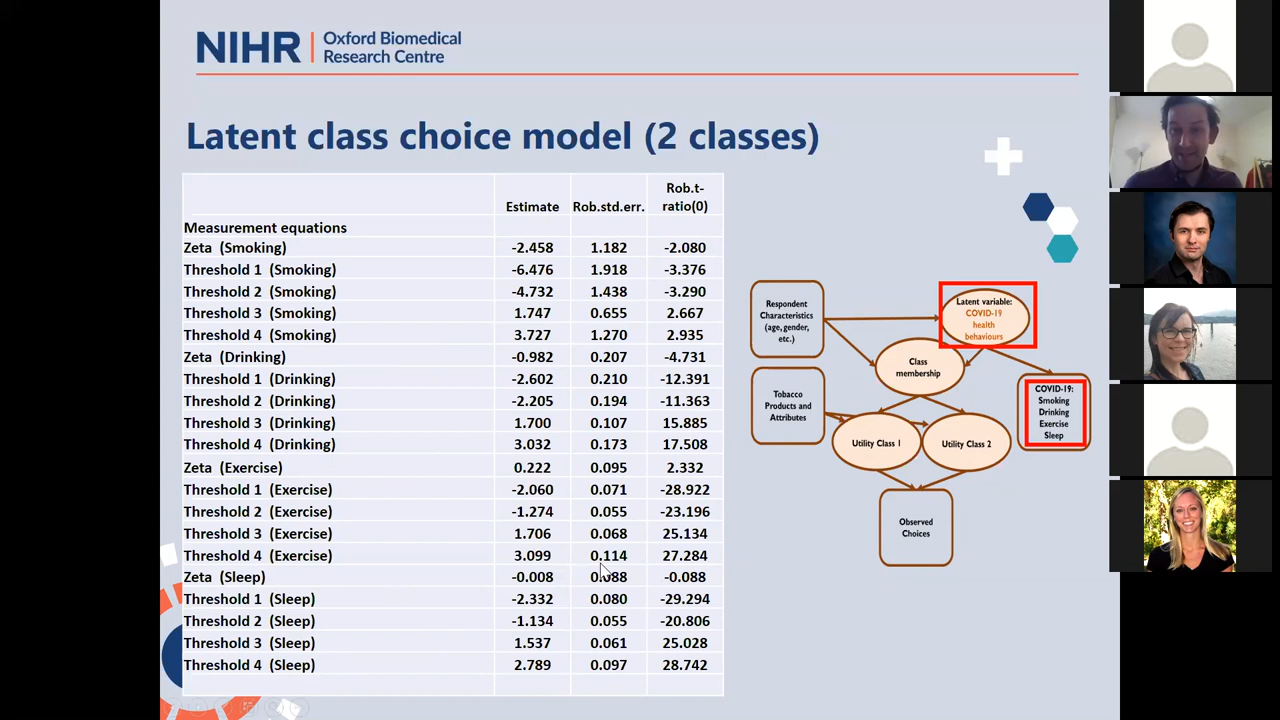 NIHR | Oxford Biomedical
Research Centre
Latent class choice model (2 classes)
Estimate Rob.std.err. Rob.t-
ratio(0)
Measurement equations
Zeta (Smoking) -2.458 1.182 -2.080
Threshold 1 (Smoking) -6.476 1.918 -3.376
Threshold 2 (Smoking) -4.732 1.438 -3.290
Threshold 3 (Smoking) 1.747 0.655 2.667
Threshold 4 (Smoking) 3.727 1.270 2.935
Zeta (Drinking) -0.982 0.207 -4.731
Threshold 1 (Drinking) -2.602 0.210 -12.391
Threshold 2 (Drinking) -2.205 0.194 -11.363
Threshold 3 (Drinking) 1.700 0.107 15.885
Threshold 4 (Drinking) 3.032 0.173 17.508
Zeta (Exercise) 0.222 0.095 2.332
Threshold 1 (Exercise) -2.060 0.071 -28.922
Threshold 2 (Exercise) -1.274 0.055 -23.196
Threshold 3 (Exercise) 1.706 0.068 25.134
Threshold 4 (Exercise) 3.099 0.114 27.284
Zeta (Sleep) -0.008 0.088 -0.088
Threshold 1 (Sleep) -2.332 0.080 -29.294
Threshold 2 (Sleep) -1.134 0.055 -20.806
Threshold 3 (Sleep) 1.537 0.061 25.028
Threshold 4 (Sleep) 2.789 0.097 28.742
Respondent
Characteristics
(age, gender,
etc.)
Latent variable:
COVID-19
health
behaviours
Class
membership
Tobacco
Products and
Attributes
COVID-19:
Smoking
Drinking
Exercise
Sleep
Utility Class 1
Utility Class 2
Observed
Choices